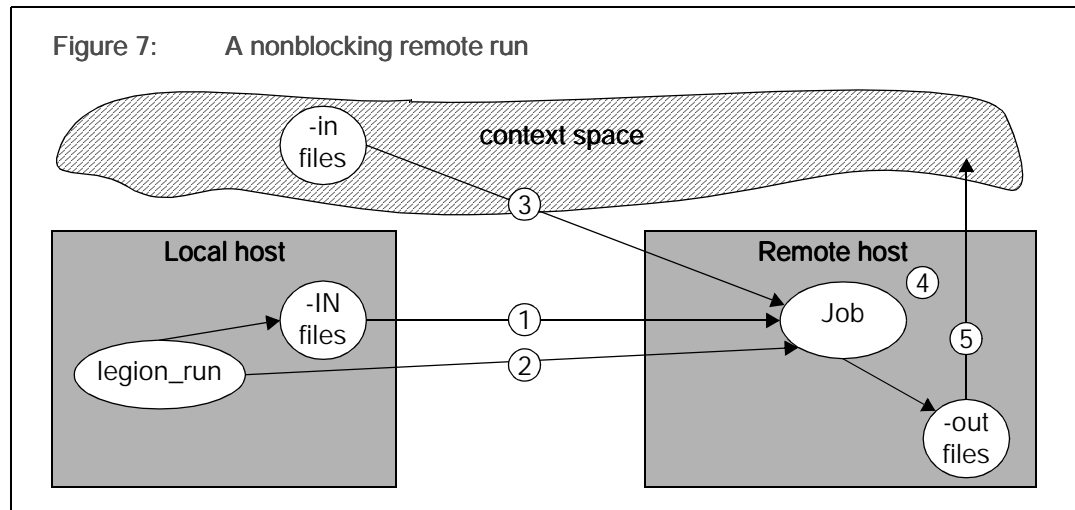 Figure 7: A nonblocking remote run
-in
files
context space
3
Local host
Remote host
-IN
files
1
Job
4
legion_run
2
5
-out
files